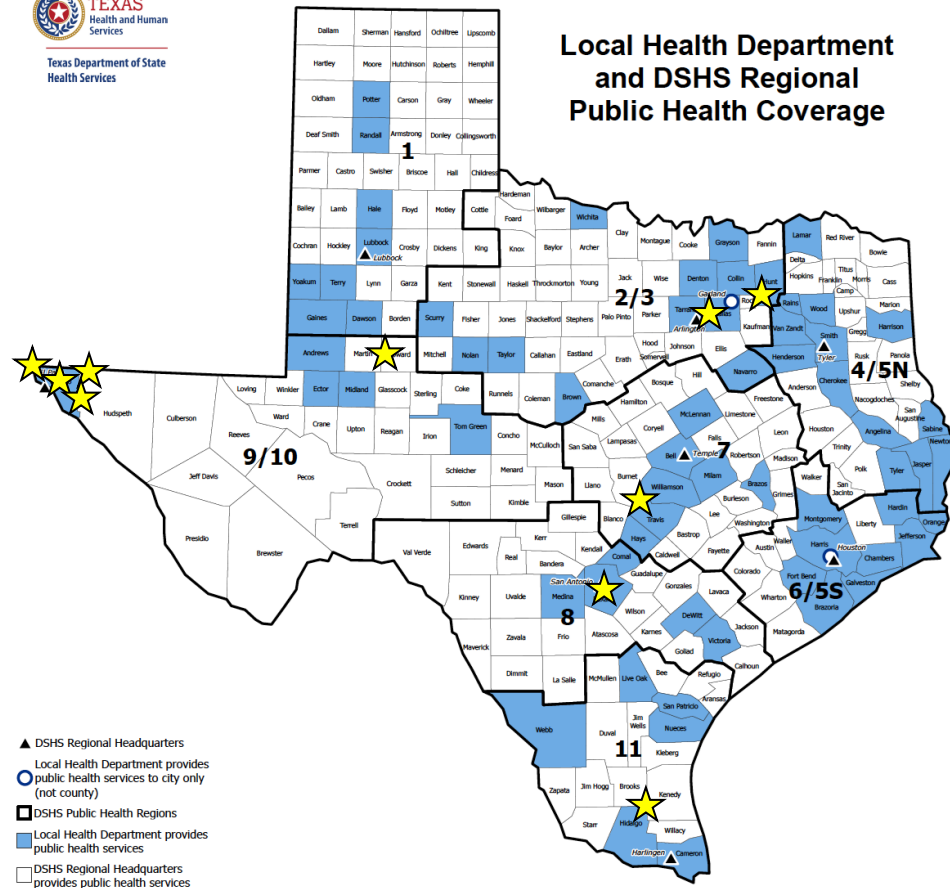 TEXAS
Health and Human
Services
Texas Department of State
Health Services
Local Health Department
and DSHS Regional
Public Health Coverage
Dallam Sherman Hansford Ochiltree Lipscomb
Hartley Moore Hutchinson Roberts Hemphill
Oldham Potter Carson Gray Wheeler
Deaf Smith Randall Armstrong Donley Collingsworth
1
Parmer Castro Swisher Briscoe Hall Childress
Bailey Lamb Hale Floyd Motley Cottle Hardeman Foard Wilbarger Wichita
Cochran Hockley Lubbock Crosby Dickens King Knox Baylor Archer Clay Montague Cooke Grayson Fannin Lamar Red River Bowie
Lubbock
Delta Hopkins Franklin Titus Morris Cass Camp
Yoakum Terry Lynn Garza Kent Stonewall Haskell Throckmorton Young Jack Wise Denton Collin Hunt
2/3
Garland
Gaines Dawson Borden Scurry Fisher Jones Shackelford Stephens Palo Pinto Parker Kaufman
Arlington
Rains Wood Upshur Marion Harrison Gregg Van Zandt Smith
Tyler
Andrews Martin Mitchell Nolan Taylor Callahan Eastland Erath Hood Somervell Johnson Ellis Navarro Henderson Cherokee Rusk Panola
4/5N
Loving Winkler Ector Midland Glasscock Sterling Coke Runnels Coleman Brown Comanche Bosque Hill Freestone Anderson Nacogdoches Shelby San Augustine
Hudspeth Culberson Reeves Ward Crane Upton Reagan Irion Tom Green Concho McCulloch San Saba Mills Hamilton Coryell McLennan Limestone Leon Houston Angelina Sabine Newton
9/10
Jeff Davis Pecos Crockett Schleicher Menard Mason Llano Lampasas Burnet Bell Falls Robertson Madison Trinity Polk Tyler Jasper
Temple
7
Presidio Brewster Terrell Sutton Kimble Gillespie Blanco Williamson Milam Brazos Grimes Walker San Jacinto Hardin
Val Verde Edwards Kerr Kendall Hays Travis Bastrop Lee Burleson Washington Montgomery Liberty Orange Jefferson
Real Bandera Comal Caldwell Fayette Austin Waller Harris Chambers
Houston
Kinney Uvalde Medina Guadalupe Gonzales Lavaca Colorado Wharton Fort Bend Galveston Brazoria
San Antonio
6/5S
8
Maverick Zavala Frio Atascosa Wilson Karnes DeWitt Victoria Jackson Matagorda
Dimmit La Salle McMullen Live Oak Bee Goliad Refugio Calhoun Aransas
Webb Duval Jim Wells San Patricio Nueces Kleberg
11
Zapata Jim Hogg Brooks Kenedy
Starr Hidalgo Willacy
Harlingen
Cameron
DSHS Regional Headquarters
Local Health Department provides
public health services to city only
(not county)
DSHS Public Health Regions
Local Health Department provides
public health services
DSHS Regional Headquarters
provides public health services